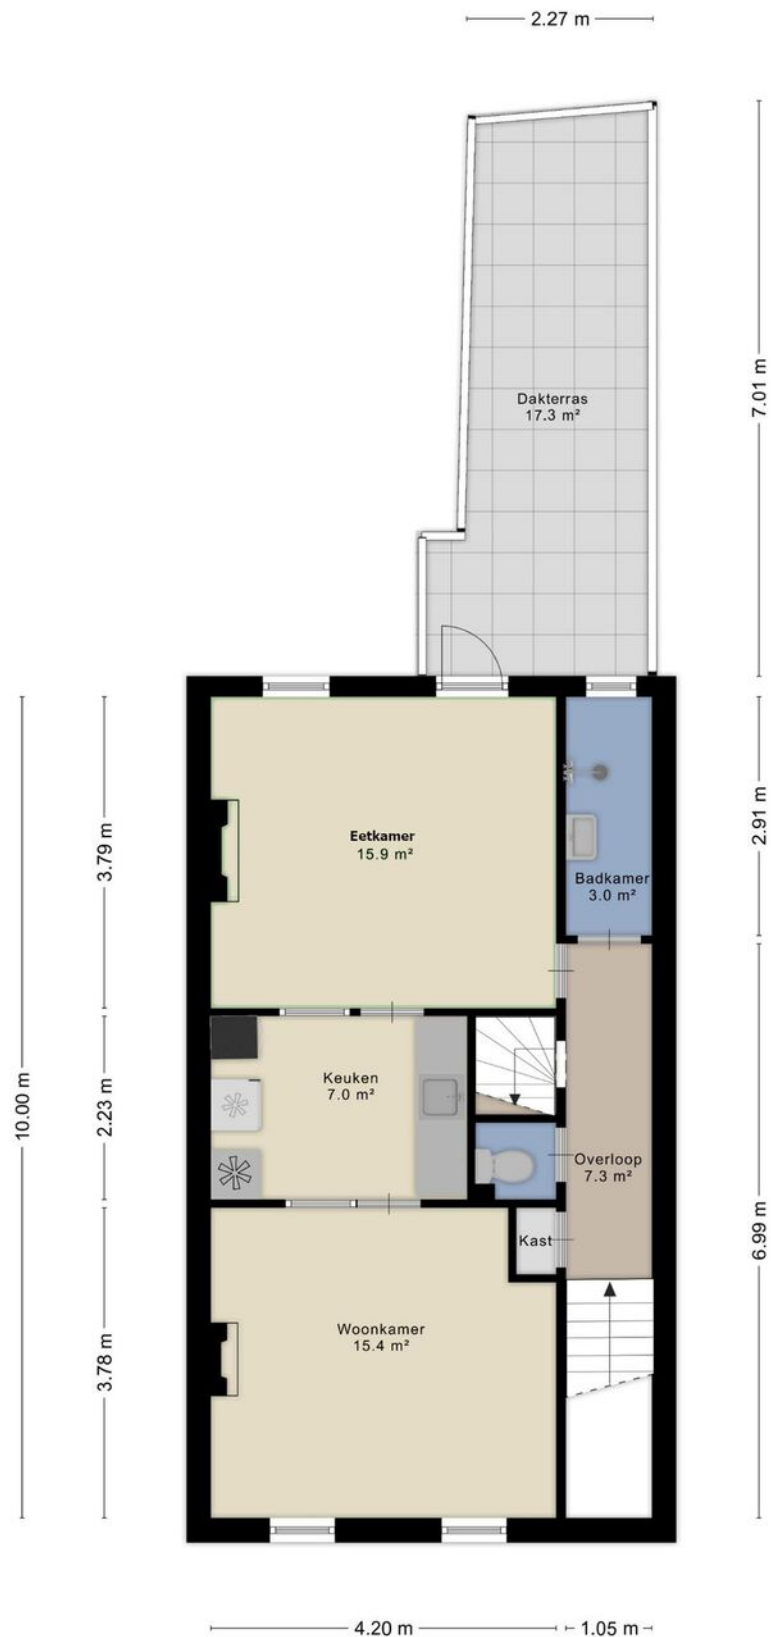 2.27 m
7.01 m
Dakterras
17.3 m²
3.79 m
2.91 m
Eetkamer
15.9 m²
Badkamer
3.0 m²
10.00 m
2.23 m
Keuken
7.0 m²
Overloop
7.3 m²
6.99 m
Kast
3.78 m
Woonkamer
15.4 m²
4.20 m
1.05 m